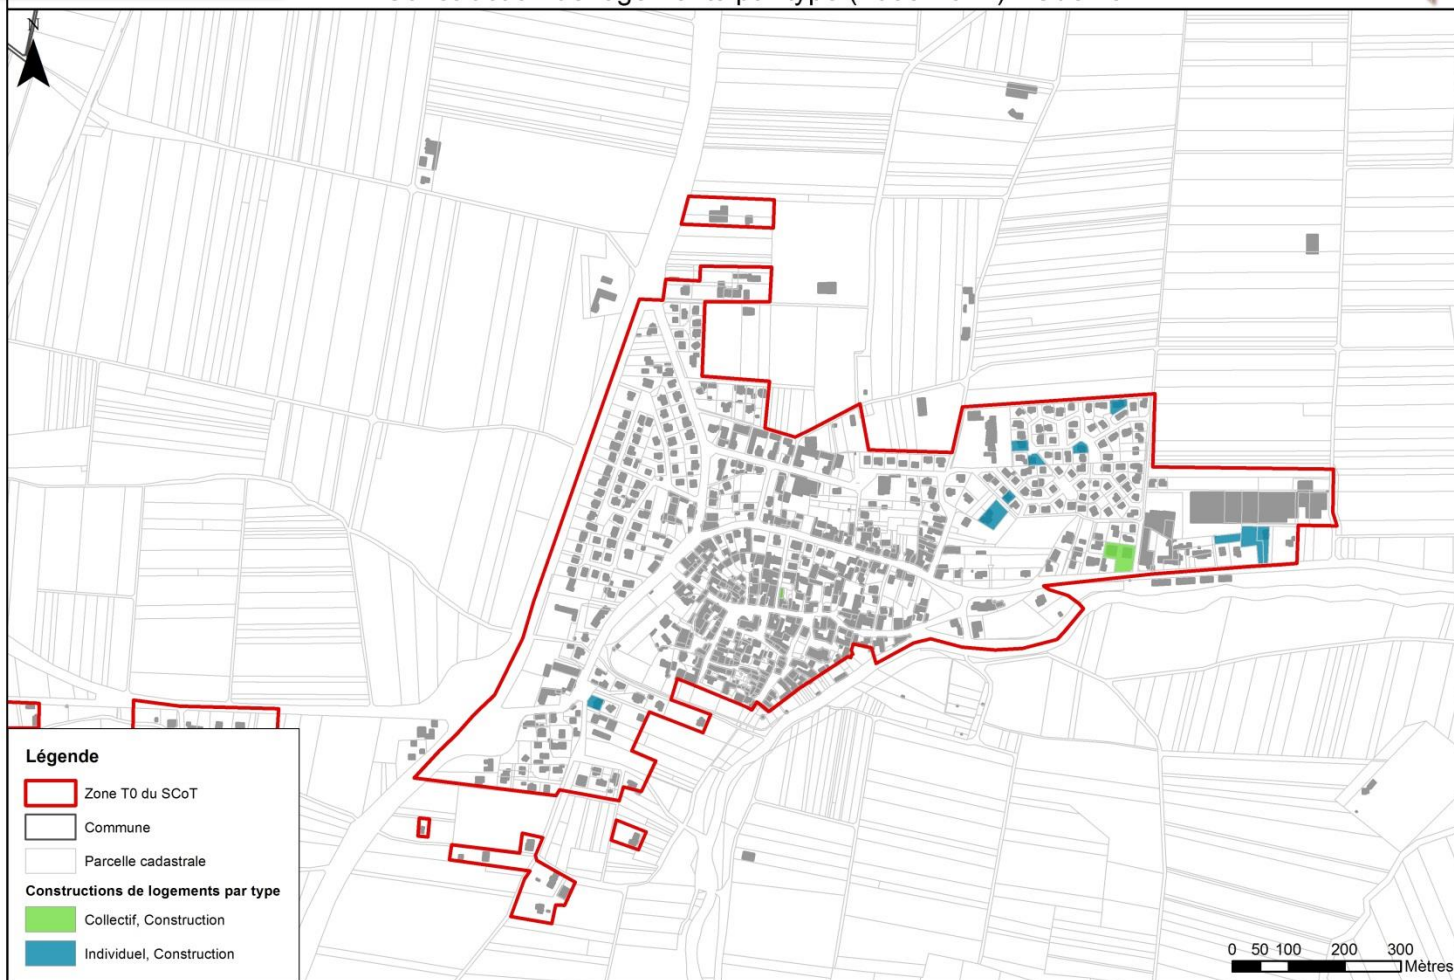 N
Légende
Zone T0 du SCoT
Commune
Parcelle cadastrale
Constructions de logements par type
Collectif, Construction
Individuel, Construction
0 50 100 200 300
Mètres